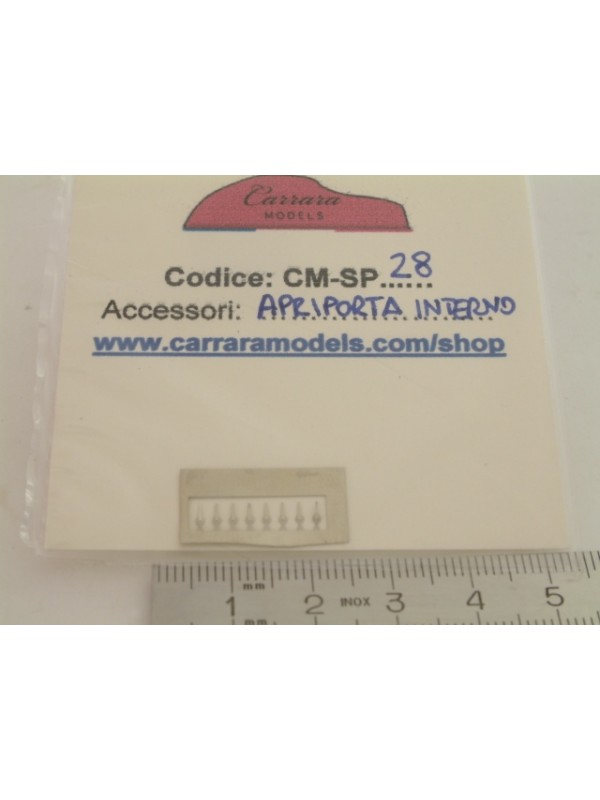 Carrara
MODELS
Codice: CM-SP......28
Accessori: APRIPORTA INTERNO
www.carraramodels.com/shop
mm
1 2 INOX 3 4 5
mm